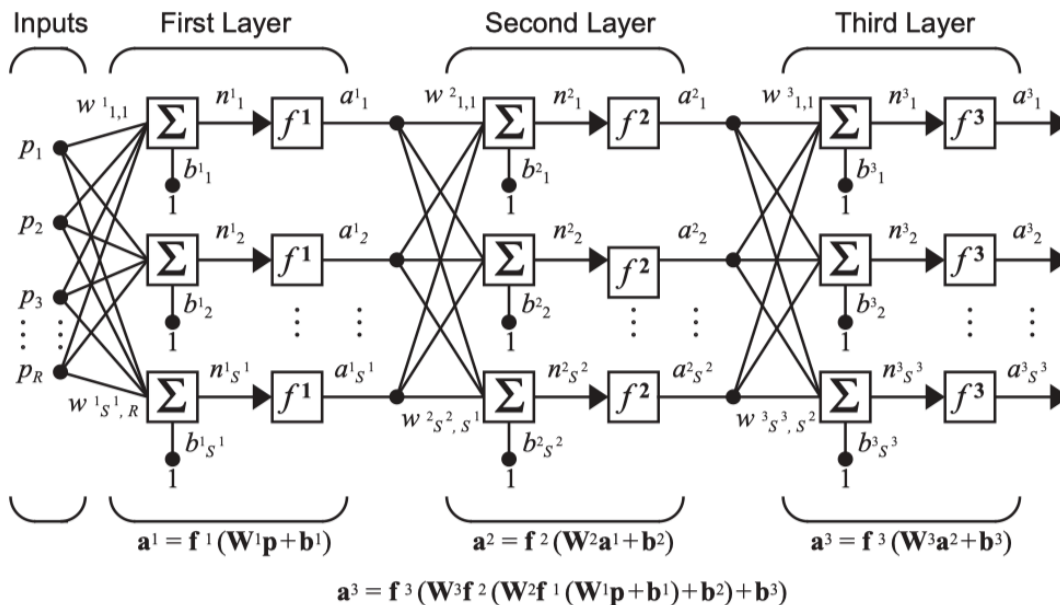 Inputs First Layer Second Layer Third Layer
w¹₁,₁ n¹₁ a¹₁ w²₁,₁ n²₁ a²₁ w³₁,₁ n³₁ a³₁
Σ f¹ Σ f² Σ f³
p₁
b¹₁ b²₁ b³₁
1 1 1
p₂
n¹₂ a¹₂ n²₂ a²₂ n³₂ a³₂
Σ f¹ Σ f² Σ f³
p₃
b¹₂ b²₂ b³₂
1 1 1
p_R
n¹_S¹ a¹_S¹ n²_S² a²_S² n³_S³ a³_S³
Σ f¹ Σ f² Σ f³
w¹_S¹,R w²_S²,S¹ w³_S³,S²
b¹_S¹ b²_S² b³_S³
1 1 1
a¹ = f¹(W¹p+b¹) a² = f²(W²a¹+b²) a³ = f³(W³a²+b³)
a³ = f³(W³f²(W²f¹(W¹p+b¹)+b²)+b³)